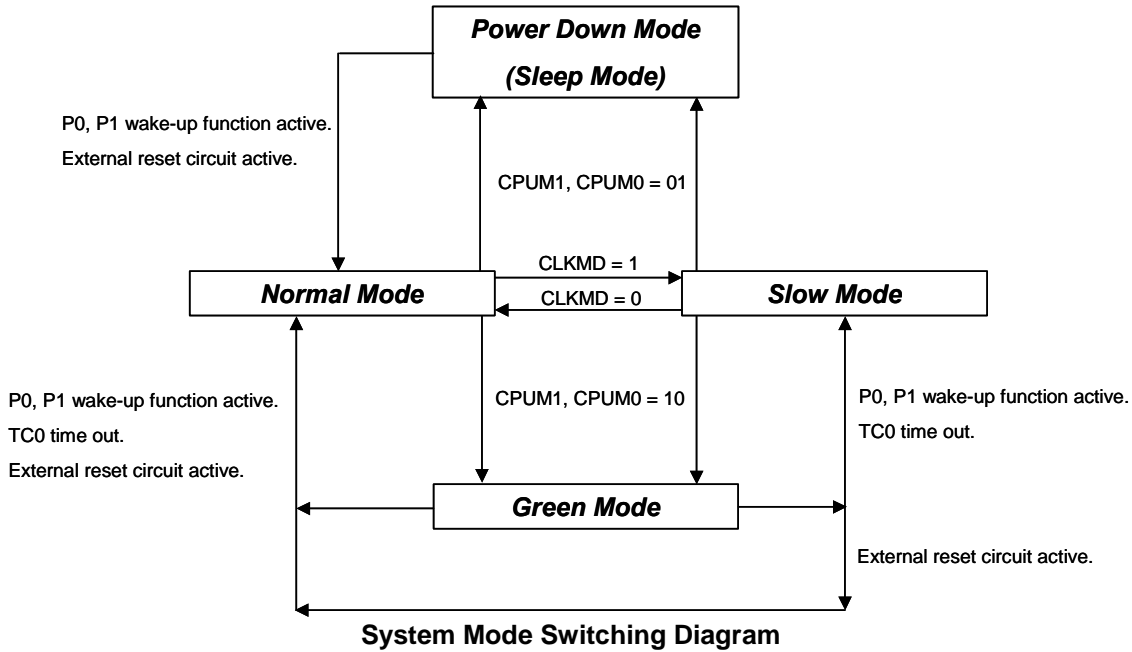 Power Down Mode
(Sleep Mode)
P0, P1 wake-up function active.
External reset circuit active.
CPUM1, CPUM0 = 01
CLKMD = 1
Normal Mode
Slow Mode
CLKMD = 0
P0, P1 wake-up function active.
TC0 time out.
External reset circuit active.
CPUM1, CPUM0 = 10
P0, P1 wake-up function active.
TC0 time out.
Green Mode
External reset circuit active.
System Mode Switching Diagram